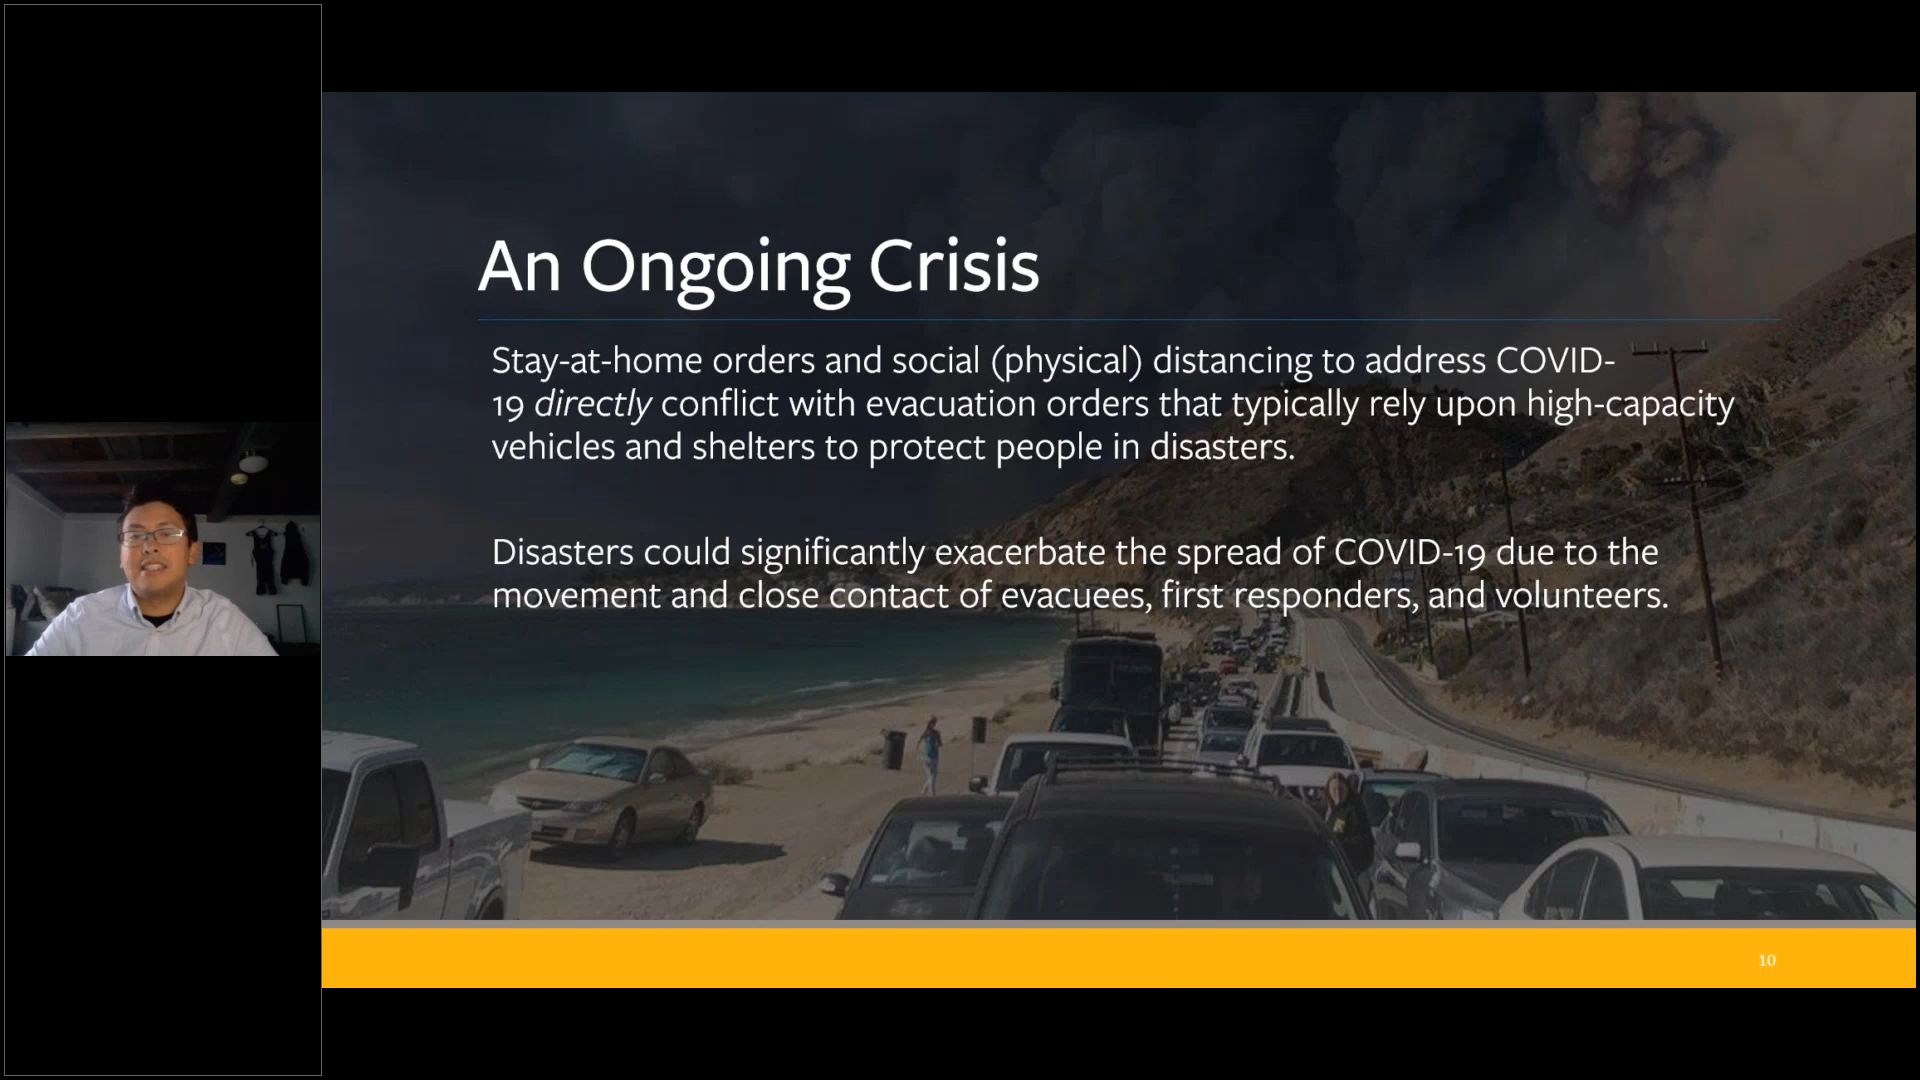 An Ongoing Crisis
Stay-at-home orders and social (physical) distancing to address COVID-
19 directly conflict with evacuation orders that typically rely upon high-capacity
vehicles and shelters to protect people in disasters.
Disasters could significantly exacerbate the spread of COVID-19 due to the
movement and close contact of evacuees, first responders, and volunteers.
10